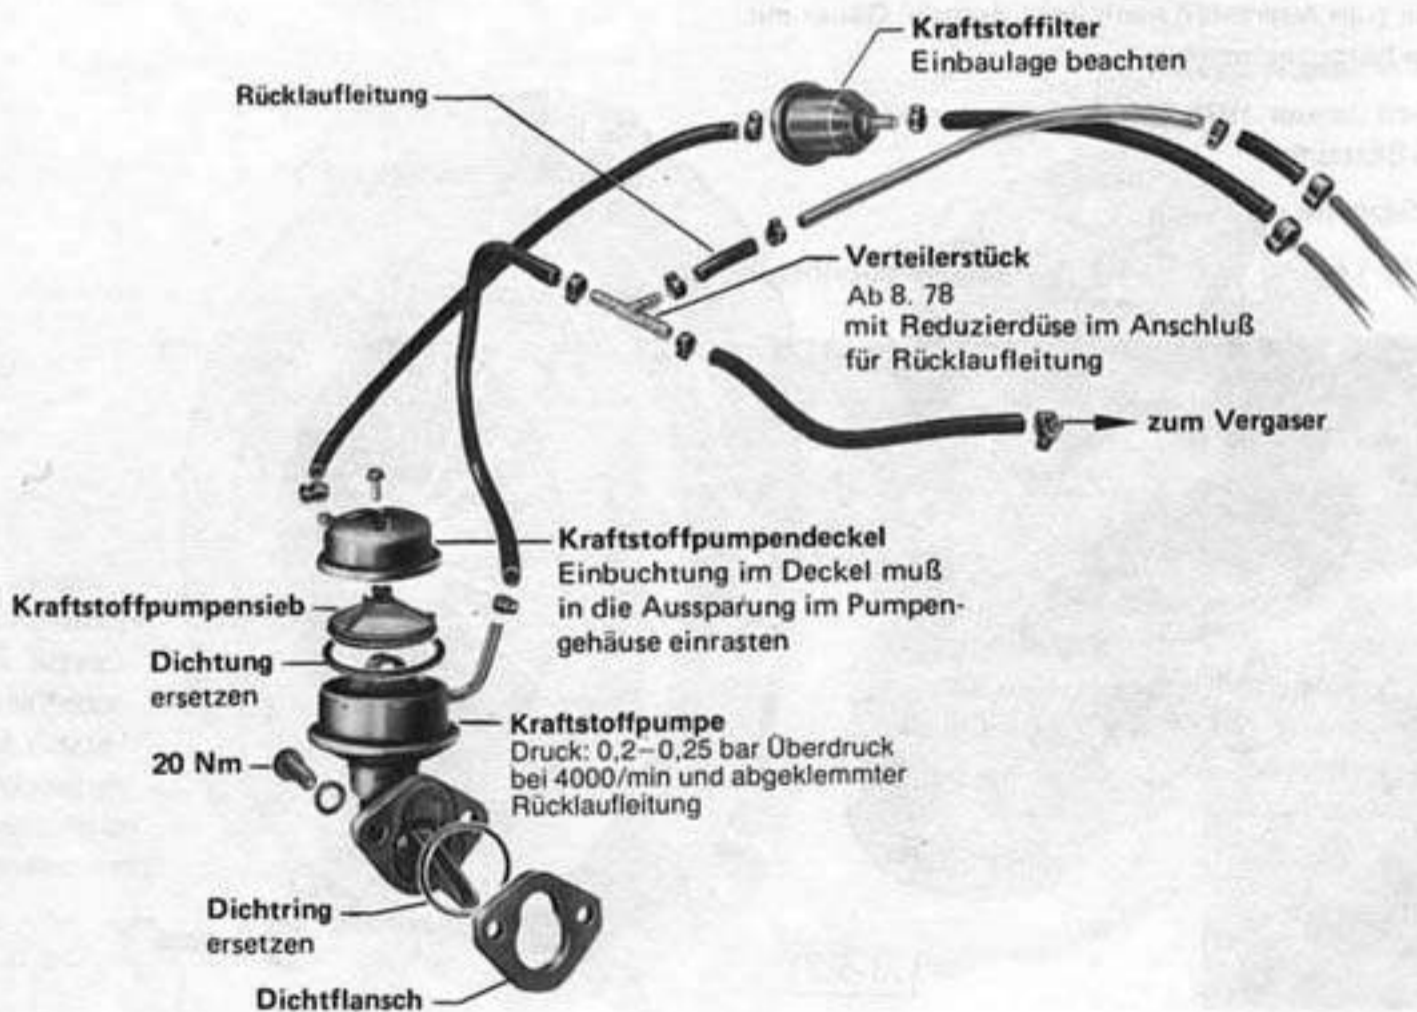 Kraftstoffilter
Einbaulage beachten
Rücklaufleitung
Verteilerstück
Ab 8. 78
mit Reduzierdüse im Anschluß
für Rücklaufleitung
zum Vergaser
Kraftstoffpumpendeckel
Einbuchtung im Deckel muß
in die Aussparung im Pumpen-
gehäuse einrasten
Kraftstoffpumpensieb
Dichtung
ersetzen
Kraftstoffpumpe
Druck: 0,2–0,25 bar Überdruck
bei 4000/min und abgeklemmter
Rücklaufleitung
20 Nm
Dichtring
ersetzen
Dichtflansch